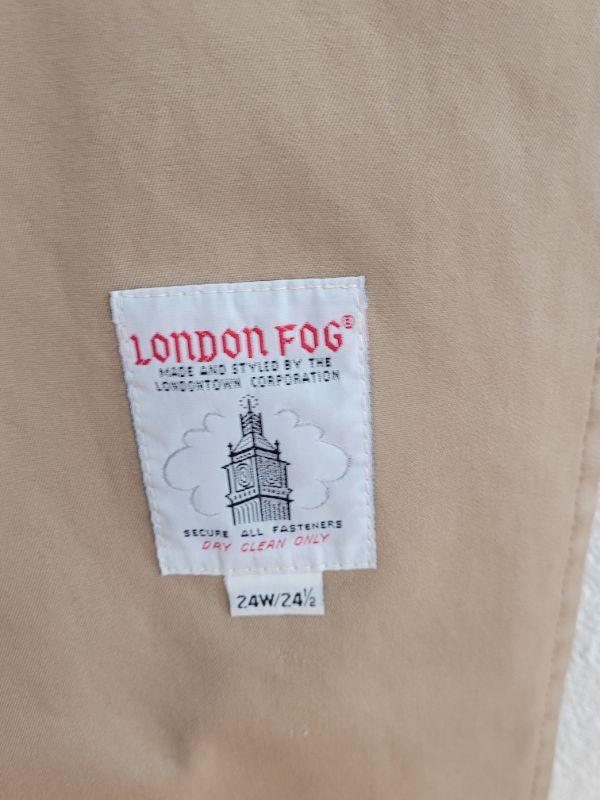 LONDON FOG®
MADE AND STYLED BY THE
LONDONTOWN CORPORATION
SECURE ALL FASTENERS
DRY CLEAN ONLY
24W/24½